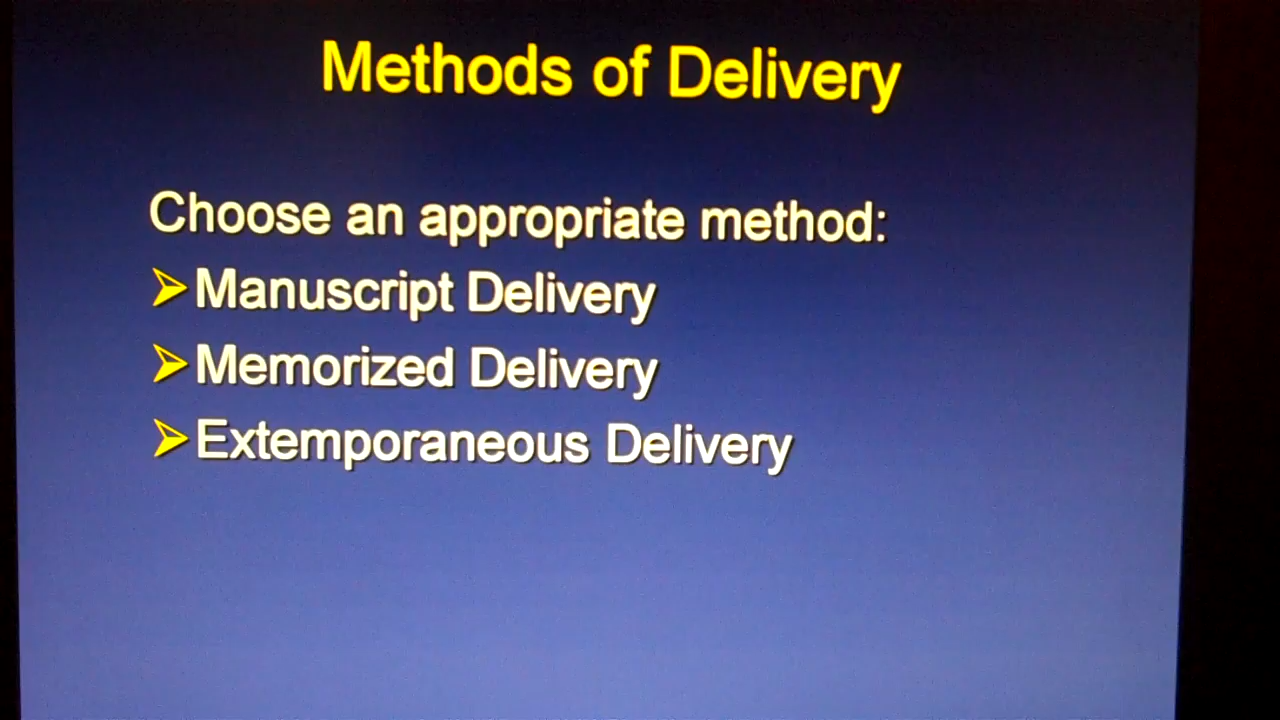 Methods of Delivery
Choose an appropriate method:
Manuscript Delivery
Memorized Delivery
Extemporaneous Delivery